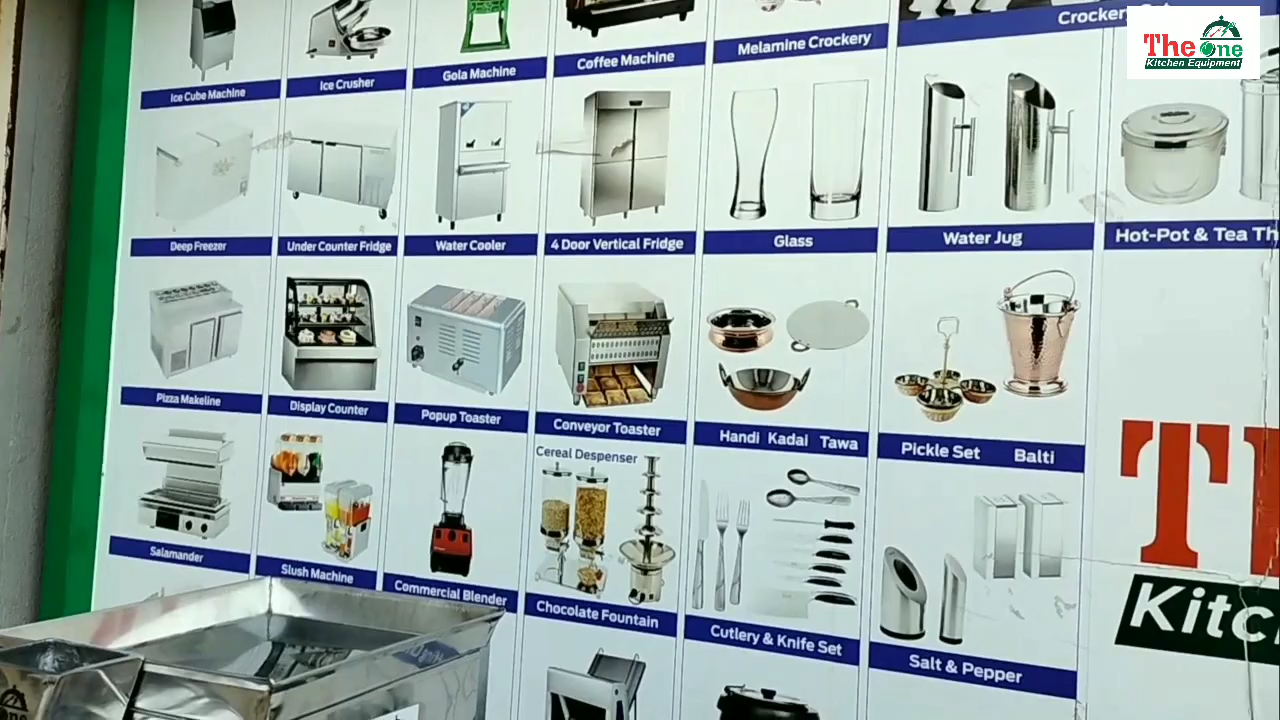 Ice Cube Machine
Ice Crusher
Gola Machine
Coffee Machine
Melamine Crockery
Crockery
The One
Kitchen Equipment
Deep Freezer
Under Counter Fridge
Water Cooler
4 Door Vertical Fridge
Glass
Water Jug
Hot-Pot & Tea Th
Pizza Makeline
Display Counter
Popup Toaster
Conveyor Toaster
Handi Kadai Tawa
Pickle Set Balti
Salamander
Slush Machine
Commercial Blender
Cereal Despenser
Chocolate Fountain
Cutlery & Knife Set
Salt & Pepper
T
Kitc
one